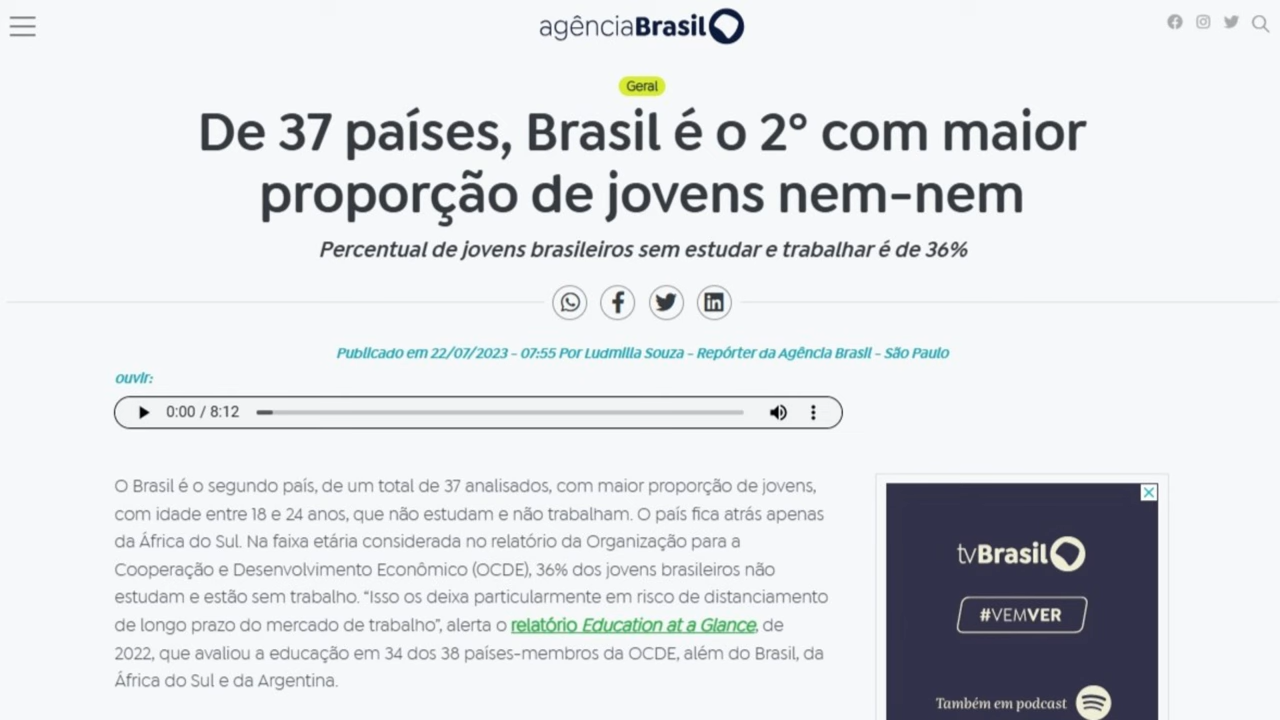 agênciaBrasil
Geral
De 37 países, Brasil é o 2° com maior
proporção de jovens nem-nem
Percentual de jovens brasileiros sem estudar e trabalhar é de 36%
Publicado em 22/07/2023 - 07:55 Por Ludmilla Souza - Repórter da Agência Brasil - São Paulo
ouvir:
0:00 / 8:12
O Brasil é o segundo país, de um total de 37 analisados, com maior proporção de jovens,
com idade entre 18 e 24 anos, que não estudam e não trabalham. O país fica atrás apenas
da África do Sul. Na faixa etária considerada no relatório da Organização para a
Cooperação e Desenvolvimento Econômico (OCDE), 36% dos jovens brasileiros não
estudam e estão sem trabalho. “Isso os deixa particularmente em risco de distanciamento
de longo prazo do mercado de trabalho”, alerta o relatório Education at a Glance, de
2022, que avaliou a educação em 34 dos 38 países-membros da OCDE, além do Brasil, da
África do Sul e da Argentina.
tvBrasil
#VEMVER
Também em podcast